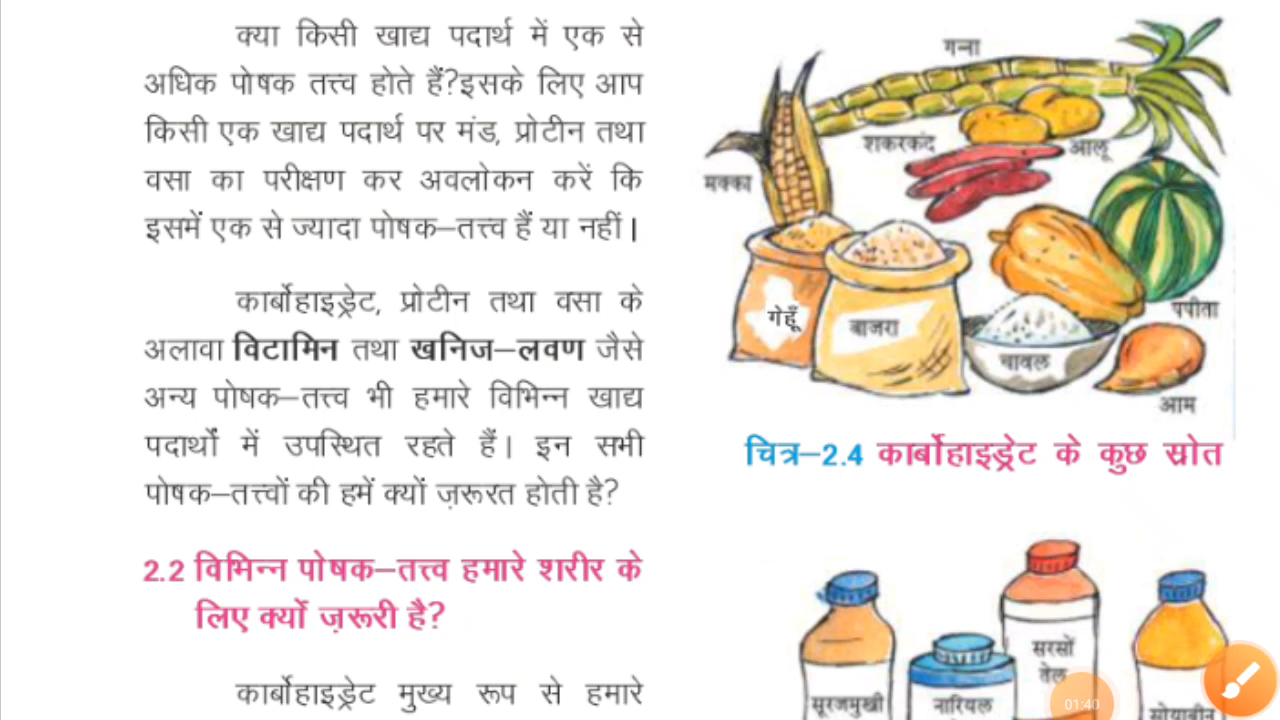 क्या किसी खाद्य पदार्थ में एक से
अधिक पोषक तत्त्व होते हैं?इसके लिए आप
किसी एक खाद्य पदार्थ पर मंड, प्रोटीन तथा
वसा का परीक्षण कर अवलोकन करें कि
इसमें एक से ज्यादा पोषक–तत्त्व हैं या नहीं।
कार्बोहाइड्रेट, प्रोटीन तथा वसा के
अलावा विटामिन तथा खनिज–लवण जैसे
अन्य पोषक–तत्त्व भी हमारे विभिन्न खाद्य
पदार्थों में उपस्थित रहते हैं। इन सभी
पोषक–तत्त्वों की हमें क्यों ज़रूरत होती है?
2.2 विभिन्न पोषक–तत्त्व हमारे शरीर के
लिए क्यों ज़रूरी है?
कार्बोहाइड्रेट मुख्य रूप से हमारे
गन्ना
शकरकंद
आलू
मक्का
गेहूँ
बाजरा
पपीता
चावल
आम
चित्र–2.4 कार्बोहाइड्रेट के कुछ स्रोत
सरसों
तेल
सूरजमुखी
नारियल
सोयाबीन
01:40